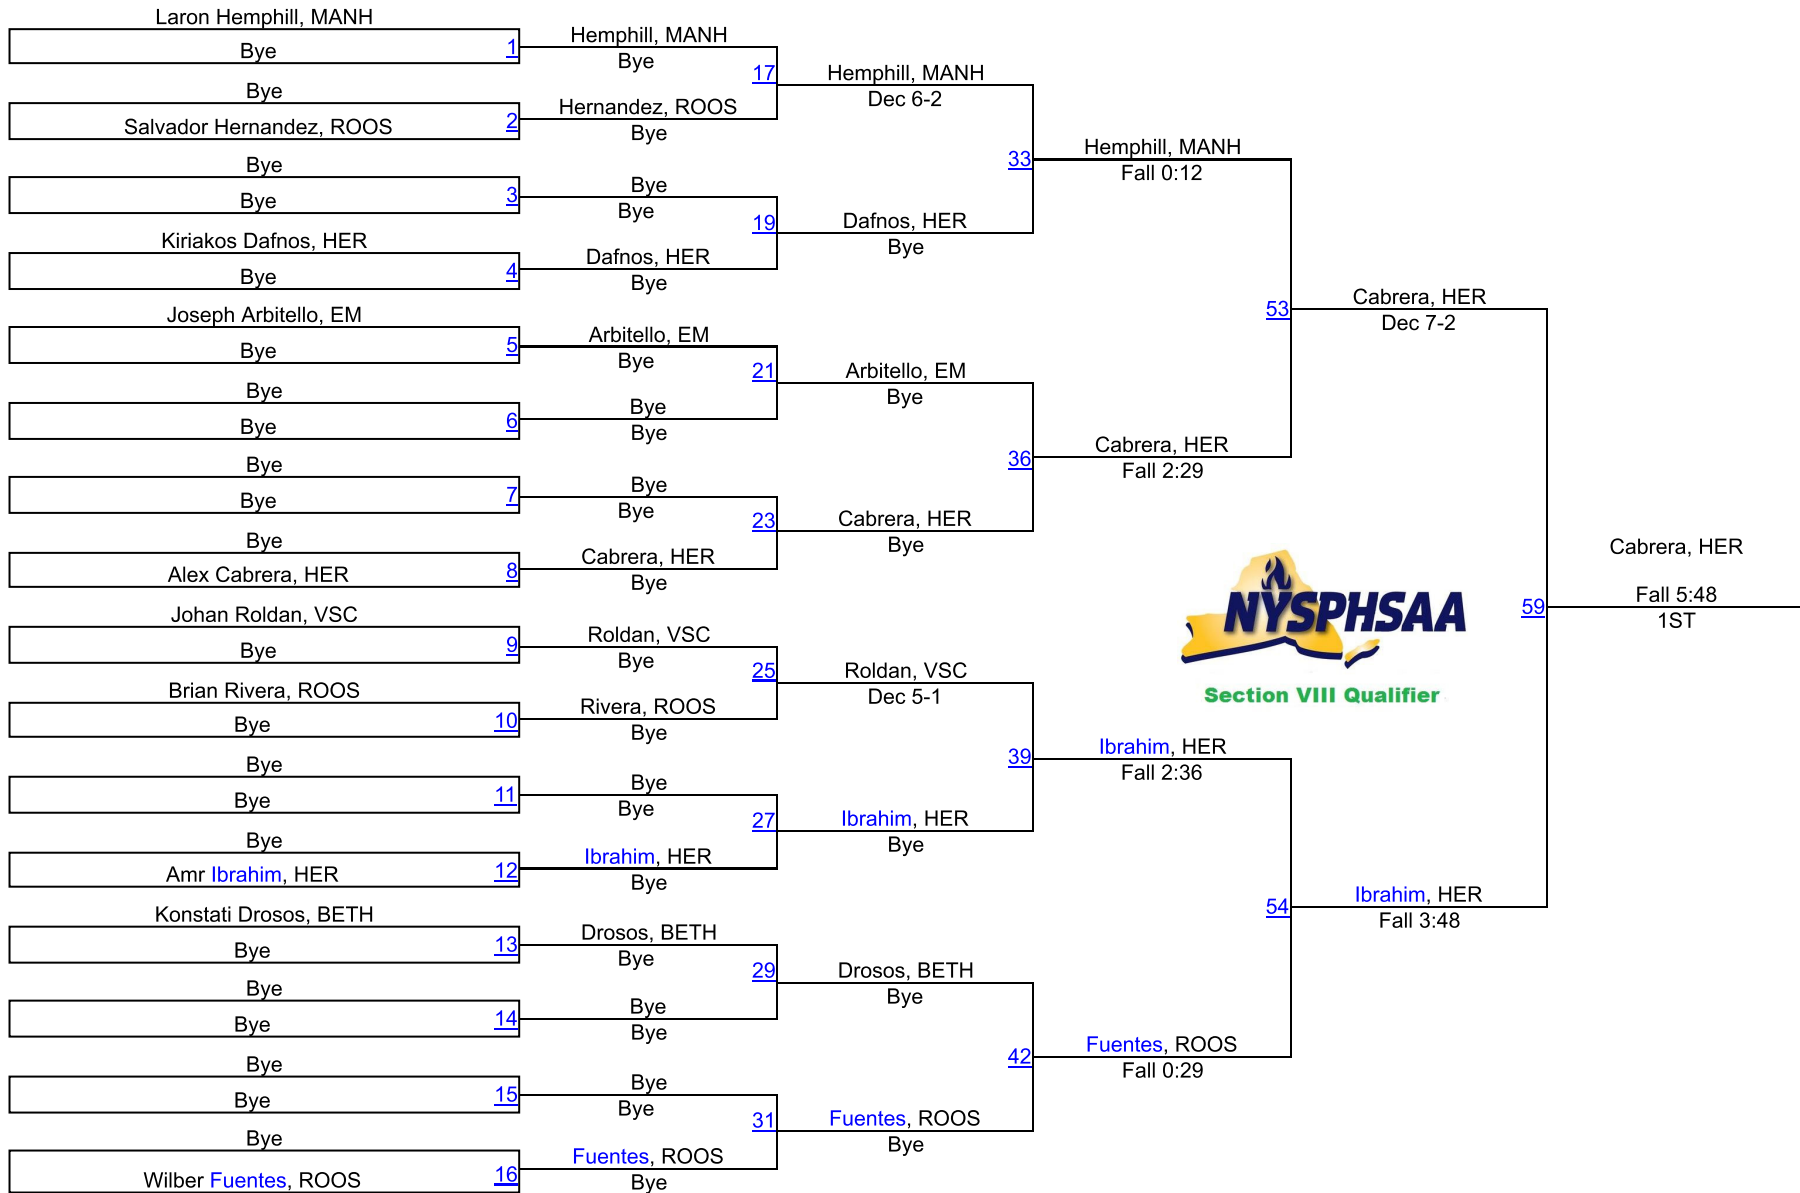 Laron Hemphill, MANH
Bye
1
Bye
Salvador Hernandez, ROOS
2
Bye
Bye
3
Kiriakos Dafnos, HER
Bye
4
Joseph Arbitello, EM
Bye
5
Bye
Bye
6
Bye
Bye
7
Bye
Alex Cabrera, HER
8
Johan Roldan, VSC
Bye
9
Brian Rivera, ROOS
Bye
10
Bye
Bye
11
Bye
Amr Ibrahim, HER
12
Konstati Drosos, BETH
Bye
13
Bye
Bye
14
Bye
Bye
15
Bye
Wilber Fuentes, ROOS
16
Hemphill, MANH
Bye
17
Hernandez, ROOS
Bye
Bye
Bye
19
Dafnos, HER
Bye
Arbitello, EM
Bye
21
Bye
Bye
Bye
Bye
23
Cabrera, HER
Bye
Roldan, VSC
Bye
25
Rivera, ROOS
Bye
Bye
Bye
27
Ibrahim, HER
Bye
Drosos, BETH
Bye
29
Bye
Bye
Bye
Bye
31
Fuentes, ROOS
Bye
Hemphill, MANH
Dec 6-2
33
Dafnos, HER
Bye
Arbitello, EM
Bye
36
Cabrera, HER
Bye
Roldan, VSC
Dec 5-1
39
Ibrahim, HER
Bye
Drosos, BETH
Bye
42
Fuentes, ROOS
Bye
Hemphill, MANH
Fall 0:12
53
Cabrera, HER
Fall 2:29
NYSPHSAA
Section VIII Qualifier
Ibrahim, HER
Fall 2:36
54
Fuentes, ROOS
Fall 0:29
Cabrera, HER
Dec 7-2
59
Ibrahim, HER
Fall 3:48
Cabrera, HER
Fall 5:48
1ST